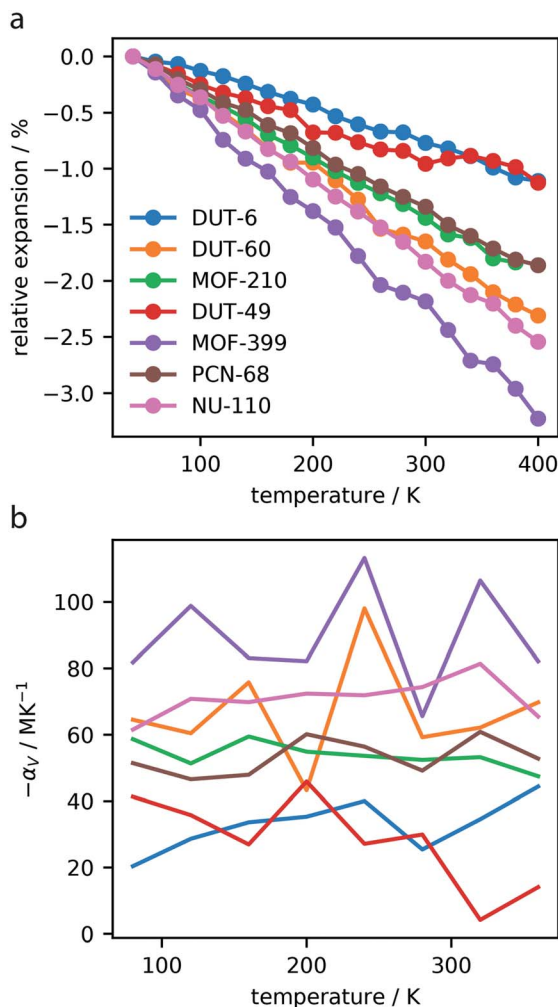 a
0.0
−0.5
−1.0
−1.5
−2.0
−2.5
−3.0
relative expansion / %
DUT-6
DUT-60
MOF-210
DUT-49
MOF-399
PCN-68
NU-110
100
200
300
400
temperature / K
b
100
80
60
40
20
0
−α_V / MK⁻¹
100
200
300
temperature / K